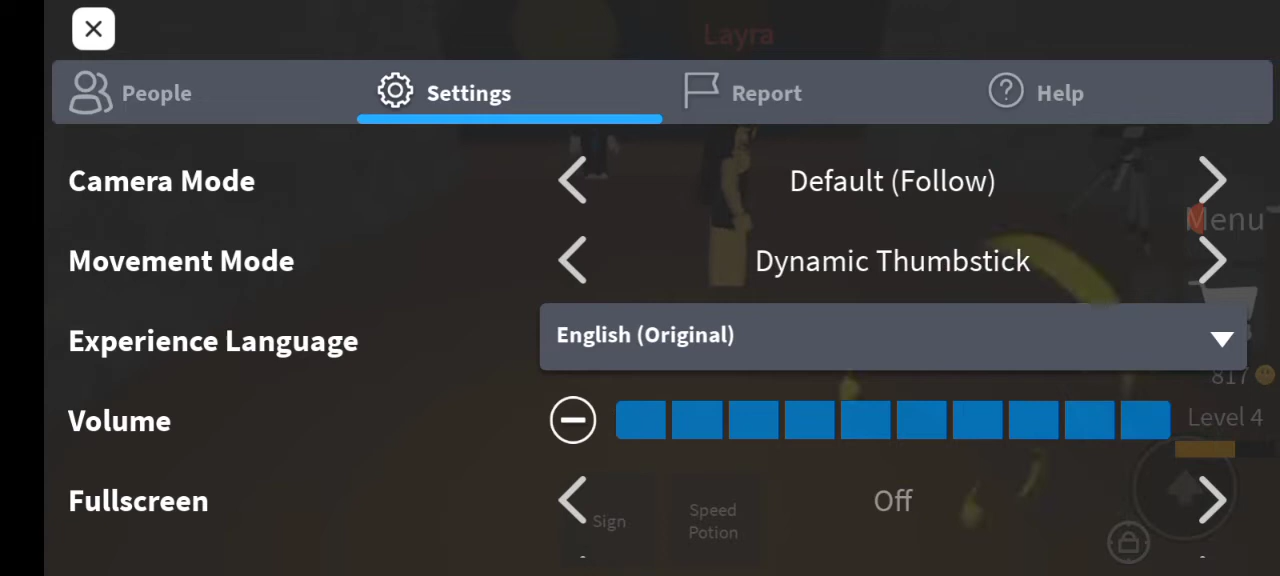 Layra
People
Settings
Report
Help
Camera Mode
Default (Follow)
Menu
Movement Mode
Dynamic Thumbstick
Experience Language
English (Original)
817
Volume
Level 4
Fullscreen
Off
Sign
Speed
Potion